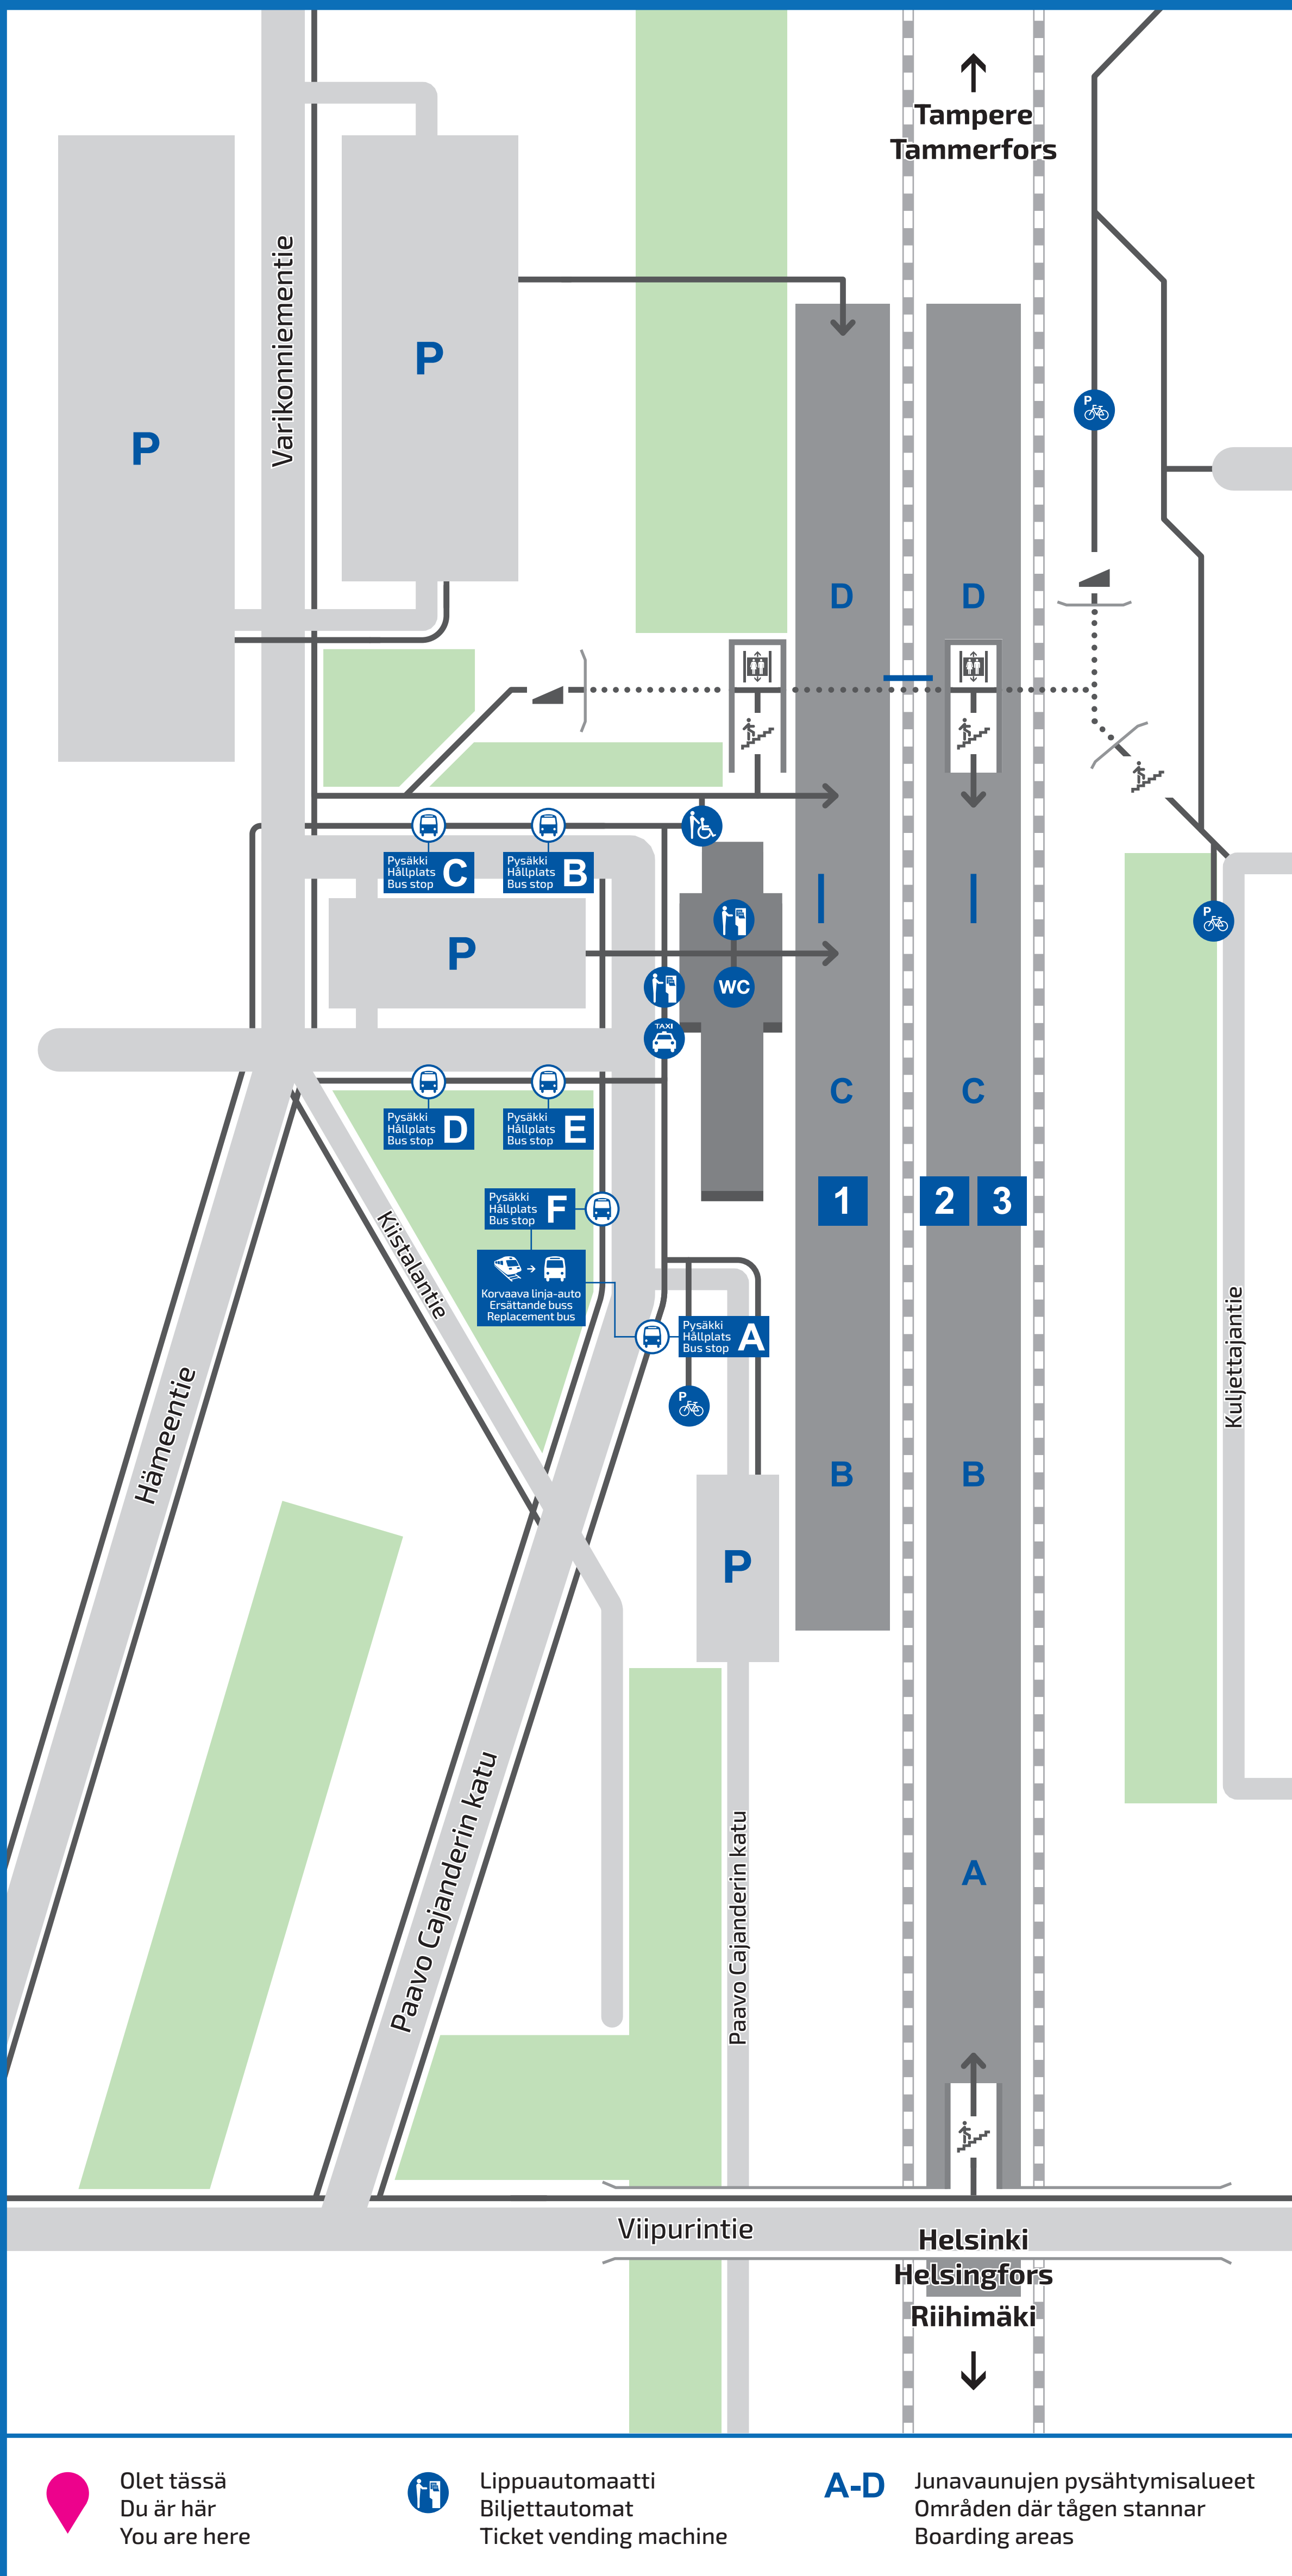 Tampere
Tammerfors
Varikonniementie
P
P
P
D
D
Pysäkki
Hållplats
Bus stop
C
Pysäkki
Hållplats
Bus stop
B
P
P
WC
TAXI
C
C
Pysäkki
Hållplats
Bus stop
D
Pysäkki
Hållplats
Bus stop
E
Pysäkki
Hållplats
Bus stop
F
1
2
3
Kiistalantie
Korvaava linja-auto
Ersättande buss
Replacement bus
Pysäkki
Hållplats
Bus stop
A
P
Hämeentie
Kuljettajantie
B
B
P
Paavo Cajanderin katu
Paavo Cajanderin katu
A
Viipurintie
Helsinki
Helsingfors
Riihimäki
Olet tässä
Du är här
You are here
Lippuautomaatti
Biljettautomat
Ticket vending machine
A-D
Junavaunujen pysähtymisalueet
Områden där tågen stannar
Boarding areas